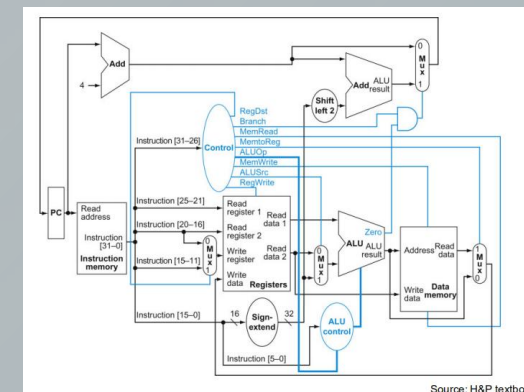 Add
4
Add ALU
result
0
M
u
x
1
Shift
left 2
RegDst
Branch
MemRead
MemtoReg
ALUOp
MemWrite
ALUSrc
RegWrite
Control
Instruction [31–26]
Instruction [25–21]
Instruction [20–16]
Instruction [15–11]
Instruction [15–0]
Instruction [5–0]
PC
Read
address
Instruction
[31–0]
Instruction
memory
0
M
u
x
1
Read
register 1
Read
register 2
Write
register
Write
data
Read
data 1
Read
data 2
Registers
0
M
u
x
1
16
Sign-
extend
32
Zero
ALU ALU
result
ALU
control
Address
Read
data
Write
data
Data
memory
1
M
u
x
0
Source: H&P textbo